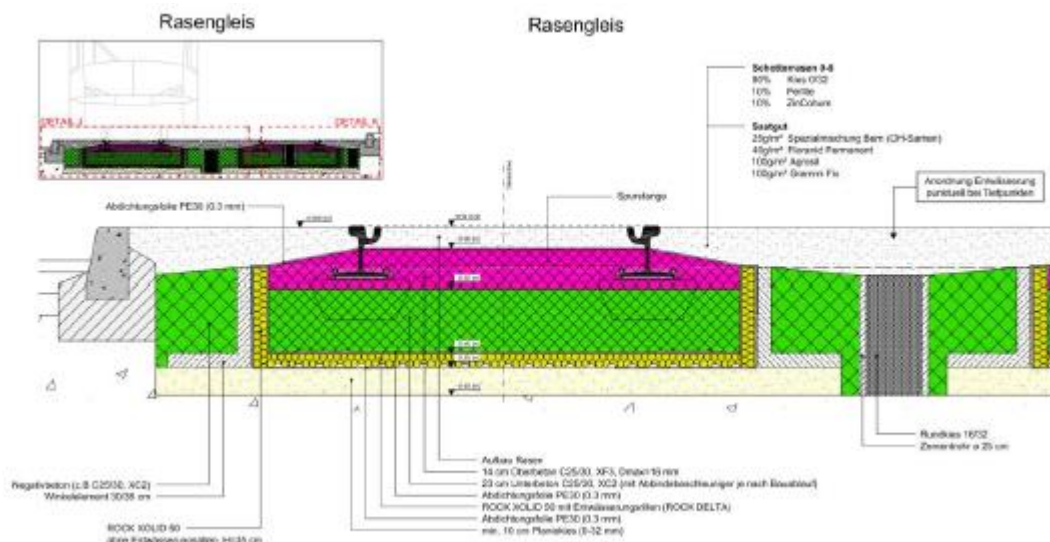 Rasengleis
Rasengleis
DETAIL J
DETAIL K
Schotterrasen 0-8
80% Kies 0/32
10% Perlite
10% ZinCohum
Saatgut
25g/m² Spezialmischung Bern (OH-Samen)
40g/m² Floranid Permanent
100g/m² Agrosil
100g/m² Gramm Fix
Anordnung Entwässerung
punktuell bei Tiefpunkten
Spurstange
Abdichtungsfolie PE30 (0.3 mm)
Rundkies 16/32
Zementrohr ø 25 cm
Aufbau Rasen
14 cm Oberbeton C25/30, XF3, Dmax=16 mm
23 cm Unterbeton C25/30, XC2 (mit Abbindebeschleuniger je nach Bauablauf)
Abdichtungsfolie PE30 (0.3 mm)
ROCK XOLID 50 mit Entwässerungsrillen (ROCK DELTA)
Abdichtungsfolie PE30 (0.3 mm)
min. 10 cm Planiekies (0-32 mm)
Negativbeton (z.B C25/30, XC2)
Winkelelement 30/35 cm
ROCK XOLID 50